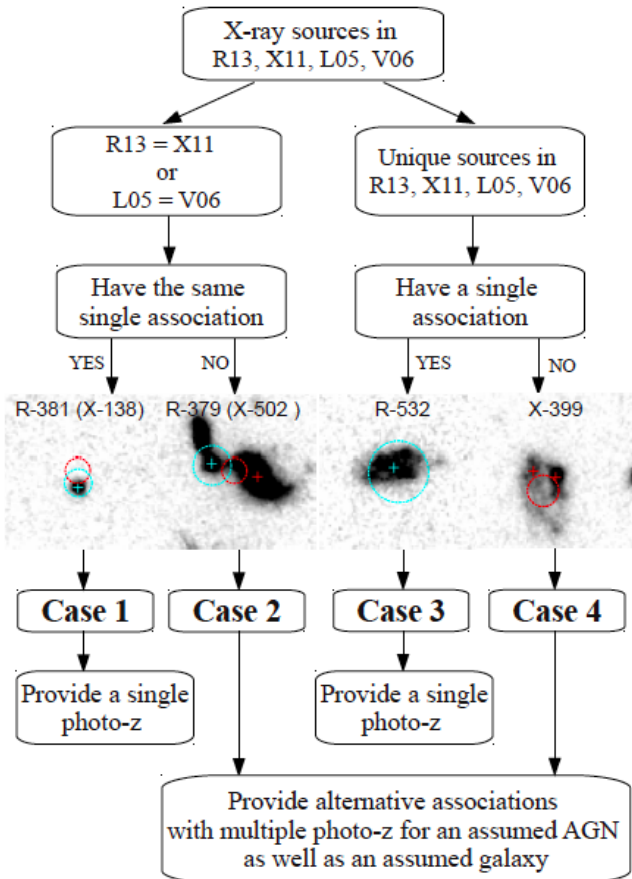 X-ray sources in
R13, X11, L05, V06
R13 = X11
or
L05 = V06
Unique sources in
R13, X11, L05, V06
Have the same
single association
Have a single
association
YES
NO
YES
NO
R-381 (X-138)
R-379 (X-502 )
R-532
X-399
Case 1
Case 2
Case 3
Case 4
Provide a single
photo-z
Provide a single
photo-z
Provide alternative associations
with multiple photo-z for an assumed AGN
as well as an assumed galaxy